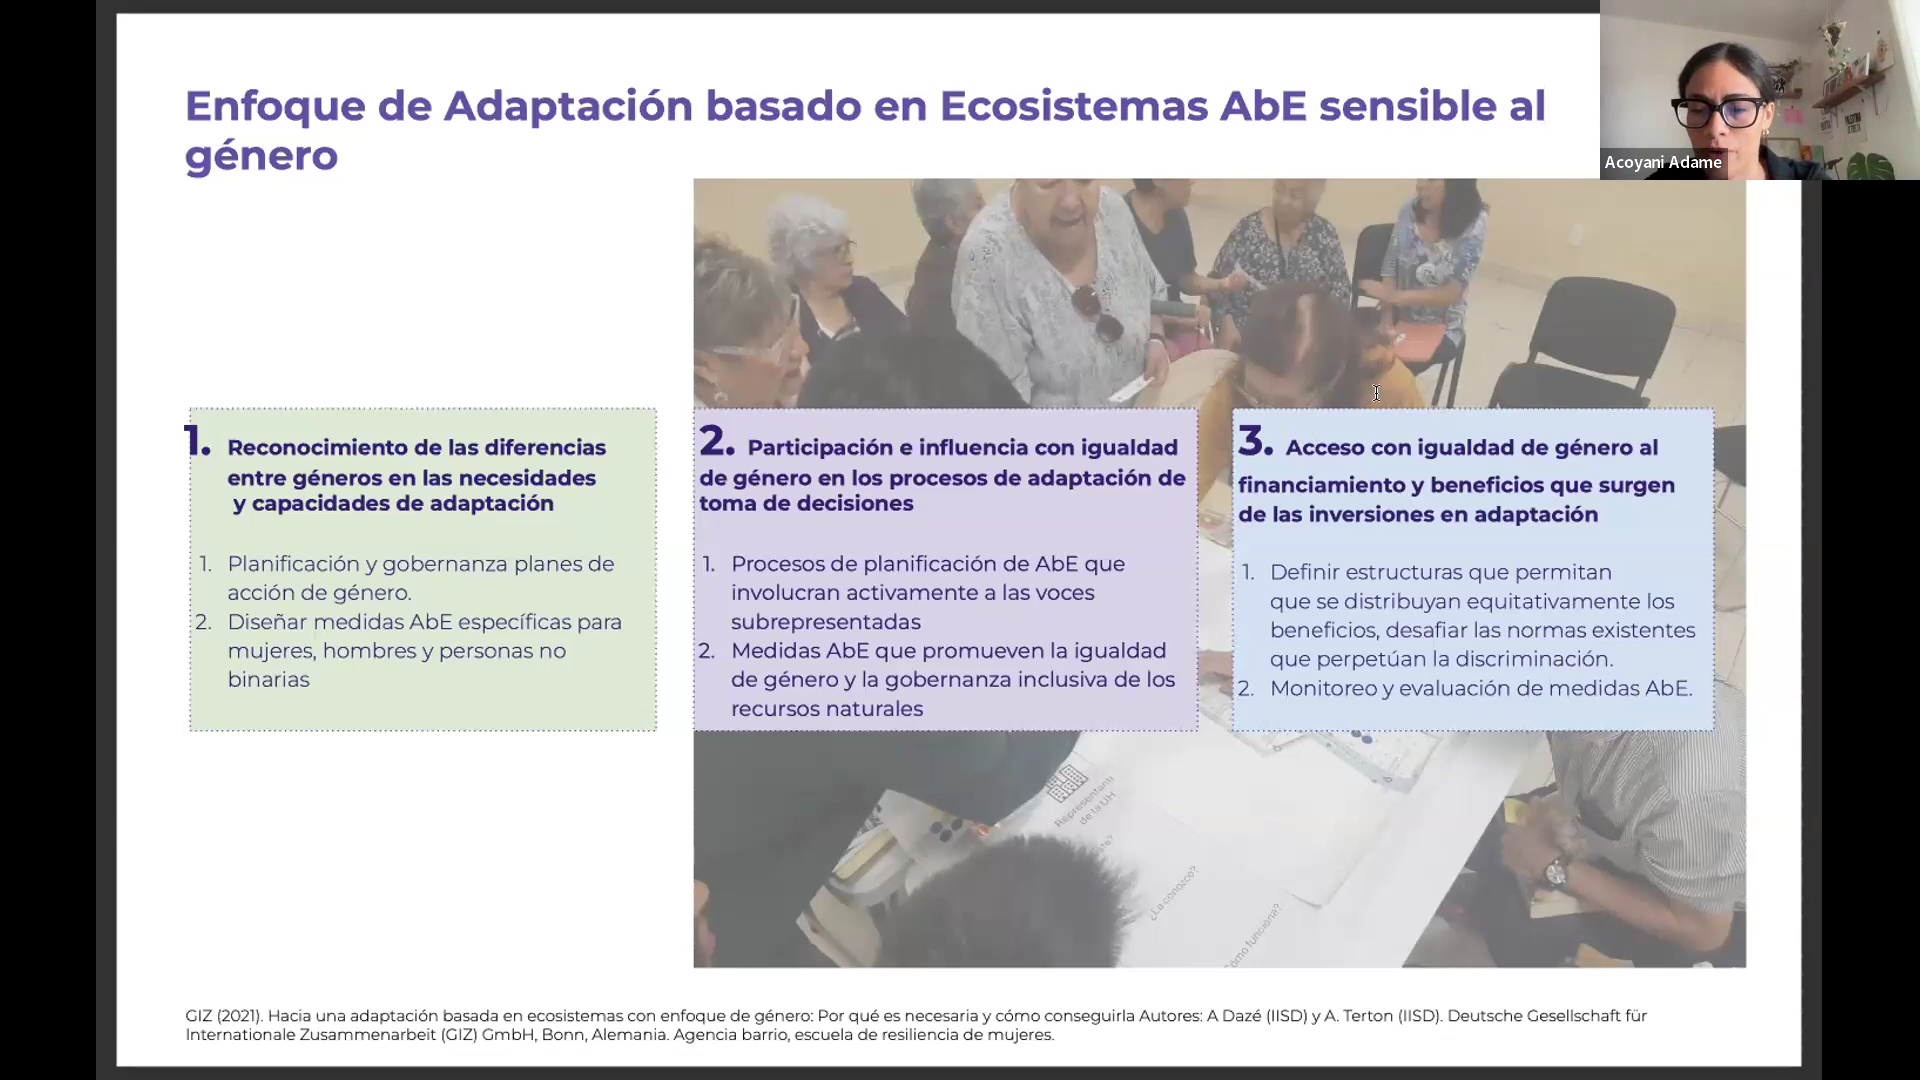 Enfoque de Adaptación basado en Ecosistemas AbE sensible al
género
Acoyani Adame
1. Reconocimiento de las diferencias
entre géneros en las necesidades
y capacidades de adaptación
1. Planificación y gobernanza planes de
acción de género.
2. Diseñar medidas AbE específicas para
mujeres, hombres y personas no
binarias
2. Participación e influencia con igualdad
de género en los procesos de adaptación de
toma de decisiones
1. Procesos de planificación de AbE que
involucran activamente a las voces
subrepresentadas
2. Medidas AbE que promueven la igualdad
de género y la gobernanza inclusiva de los
recursos naturales
3. Acceso con igualdad de género al
financiamiento y beneficios que surgen
de las inversiones en adaptación
1. Definir estructuras que permitan
que se distribuyan equitativamente los
beneficios, desafiar las normas existentes
que perpetúan la discriminación.
2. Monitoreo y evaluación de medidas AbE.
Representante
de la UH
¿La conozco?
¿Cómo funciona?
GIZ (2021). Hacia una adaptación basada en ecosistemas con enfoque de género: Por qué es necesaria y cómo conseguirla Autores: A Dazé (IISD) y A. Terton (IISD). Deutsche Gesellschaft für
Internationale Zusammenarbeit (GIZ) GmbH, Bonn, Alemania. Agencia barrio, escuela de resiliencia de mujeres.